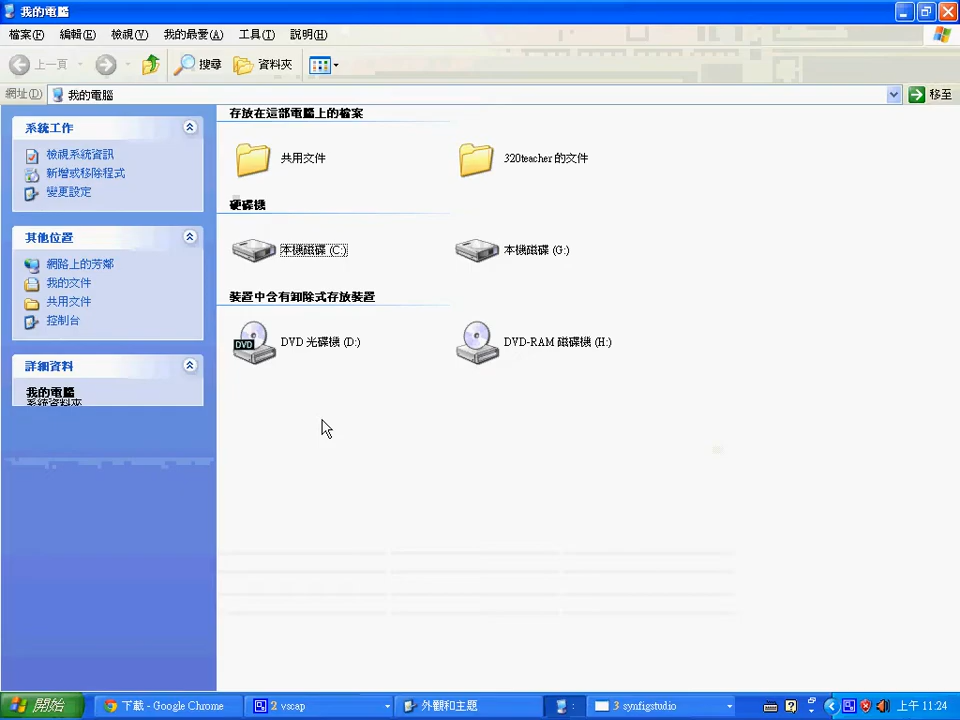 我的電腦
檔案(F) 編輯(E) 檢視(V) 我的最愛(A) 工具(T) 說明(H)
上一頁 搜尋 資料夾
網址(D) 我的電腦 移至
系統工作
檢視系統資訊
新增或移除程式
變更設定
其他位置
網路上的芳鄰
我的文件
共用文件
控制台
詳細資料
我的電腦
系統資料夾
存放在這部電腦上的檔案
共用文件 320teacher 的文件
硬碟機
本機磁碟 (C:) 本機磁碟 (G:)
裝置中含有卸除式存放裝置
DVD
DVD 光碟機 (D:) DVD-RAM 磁碟機 (H:)
開始 下載 - Google Chrome 2 vscap 外觀和主題 3 synfigstudio 上午 11:24